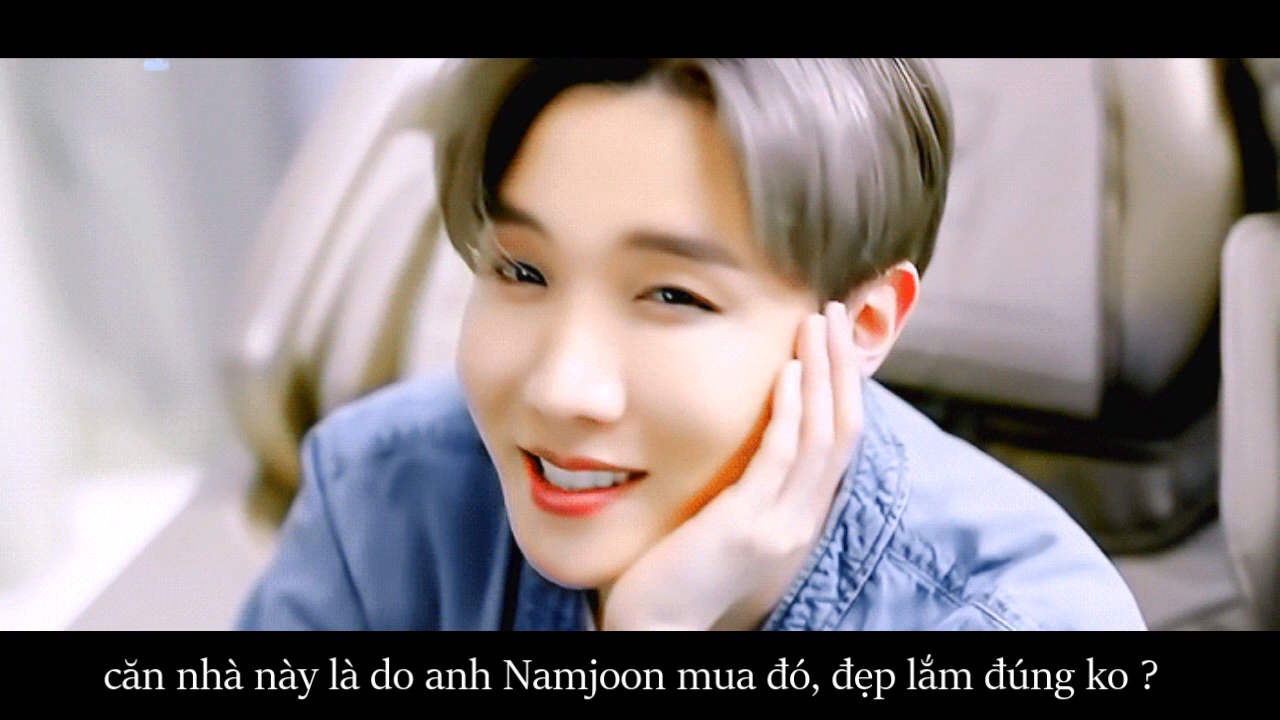 căn nhà này là do anh Namjoon mua đó, đẹp lắm đúng ko ?